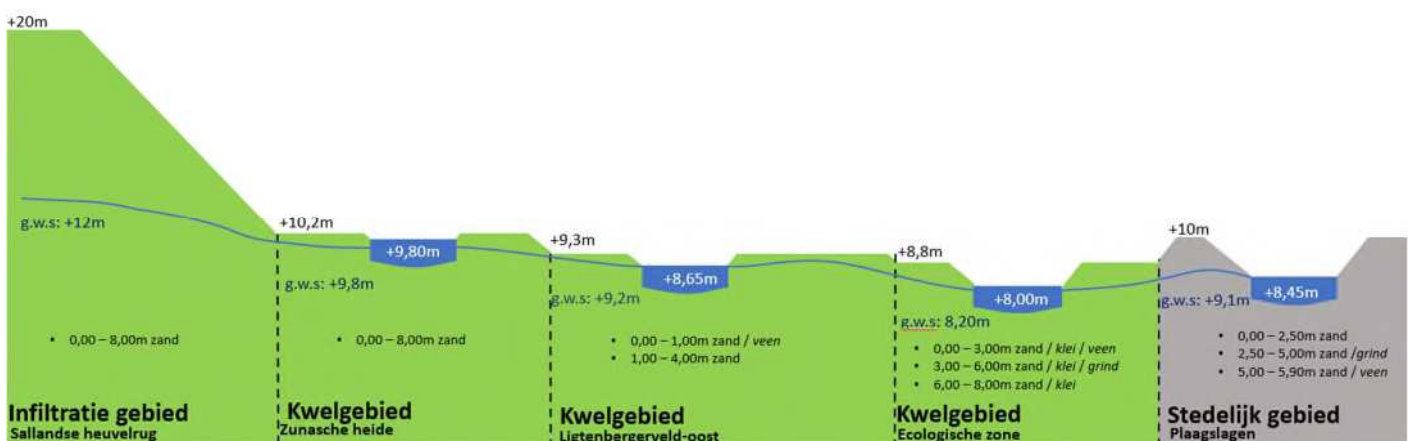 +20m
g.w.s: +12m
• 0,00 – 8,00m zand
Infiltratie gebied
Sallandse heuvelrug
+10,2m
+9,80m
g.w.s: +9,8m
• 0,00 – 8,00m zand
Kwelgebied
Zunasche heide
+9,3m
+8,65m
g.w.s: +9,2m
• 0,00 – 1,00m zand / veen
• 1,00 – 4,00m zand
Kwelgebied
Ligtenbergerveld-oost
+8,8m
+8,00m
g.w.s: 8,20m
• 0,00 – 3,00m zand / klei / veen
• 3,00 – 6,00m zand / klei / grind
• 6,00 – 8,00m zand / klei
Kwelgebied
Ecologische zone
+10m
+8,45m
g.w.s: +9,1m
• 0,00 – 2,50m zand
• 2,50 – 5,00m zand /grind
• 5,00 – 5,90m zand / veen
Stedelijk gebied
Plaagslagen